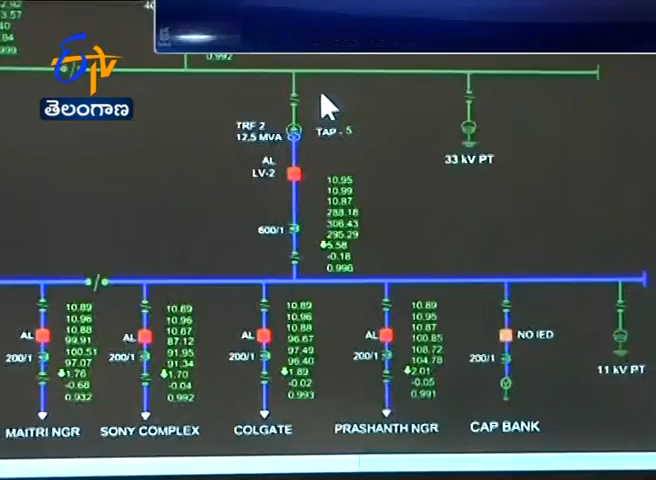 3.57
40
.84
999
0.992
ETV
తెలంగాణ
TRF 2
12.5 MVA
TAP - 5
33 kV PT
AL
LV-2
10.95
10.99
10.87
288.18
306.43
295.29
5.58
-0.18
0.996
600/1
AL
200/1
10.89
10.96
10.88
99.91
100.51
97.07
1.78
-0.68
0.932
MAITRI NGR
AL
200/1
10.89
10.96
10.87
87.12
91.95
91.34
1.70
-0.04
0.992
SONY COMPLEX
AL
200/1
10.89
10.96
10.88
96.67
97.49
96.40
1.89
-0.02
0.993
COLGATE
AL
200/1
10.89
10.95
10.87
100.85
108.72
104.78
2.01
-0.05
0.991
PRASHANTH NGR
NO IED
200/1
CAP BANK
11 kV PT